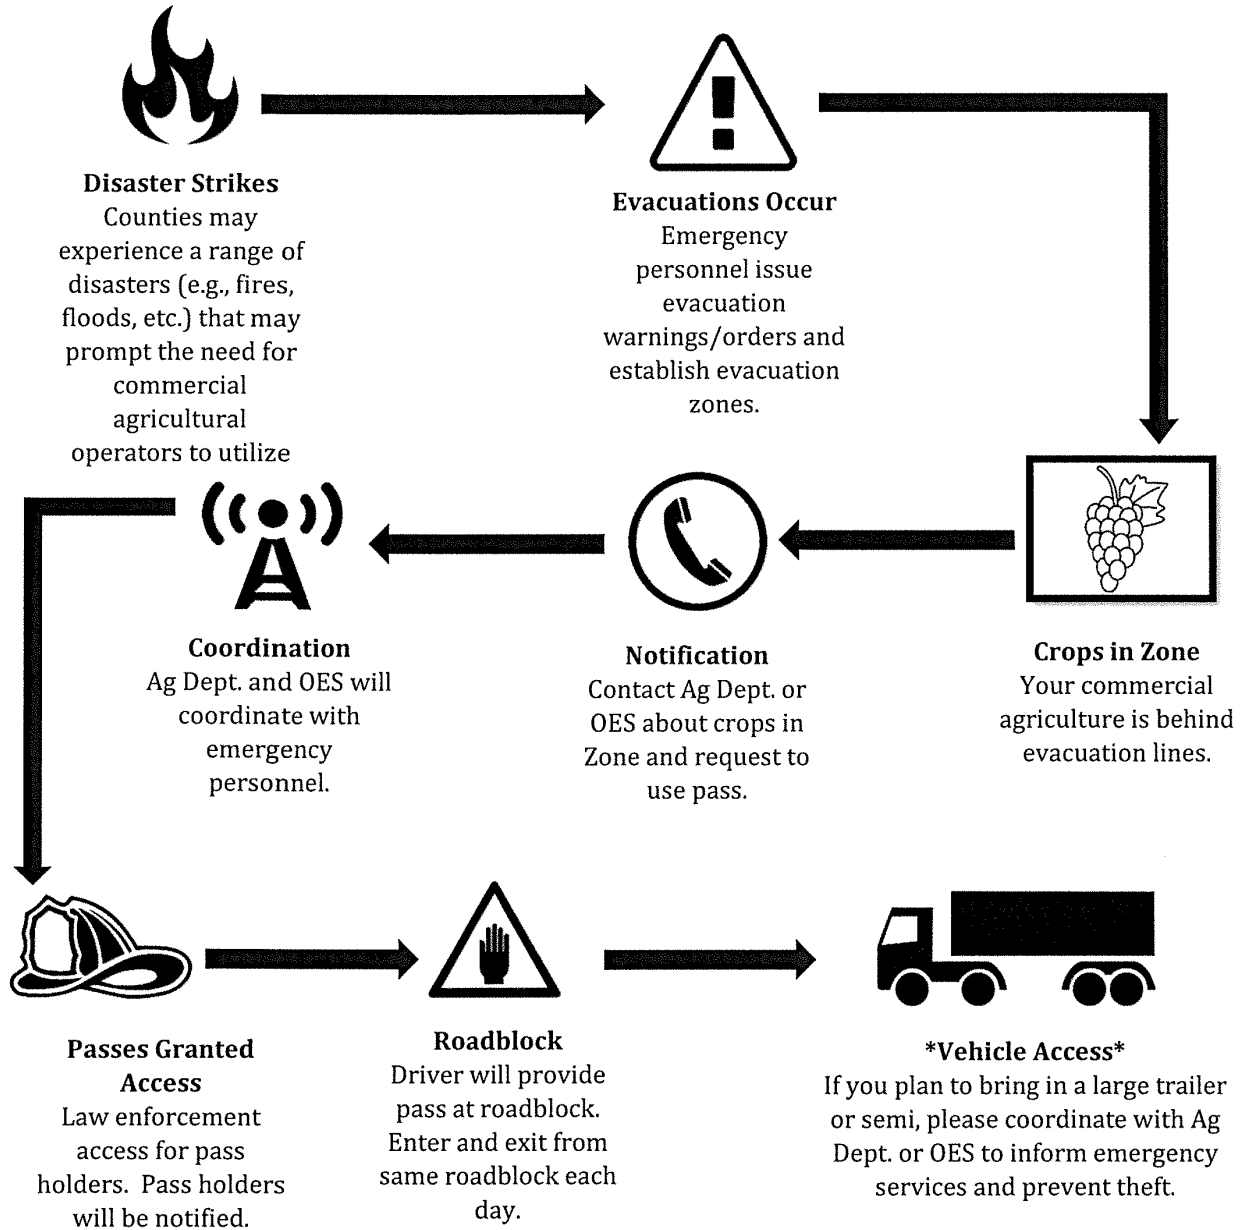 Disaster Strikes
Counties may
experience a range of
disasters (e.g., fires,
floods, etc.) that may
prompt the need for
commercial
agricultural
operators to utilize
Evacuations Occur
Emergency
personnel issue
evacuation
warnings/orders and
establish evacuation
zones.
Crops in Zone
Your commercial
agriculture is behind
evacuation lines.
Notification
Contact Ag Dept. or
OES about crops in
Zone and request to
use pass.
Coordination
Ag Dept. and OES will
coordinate with
emergency
personnel.
Passes Granted
Access
Law enforcement
access for pass
holders.  Pass holders
will be notified.
Roadblock
Driver will provide
pass at roadblock.
Enter and exit from
same roadblock each
day.
*Vehicle Access*
If you plan to bring in a large trailer
or semi, please coordinate with Ag
Dept. or OES to inform emergency
services and prevent theft.